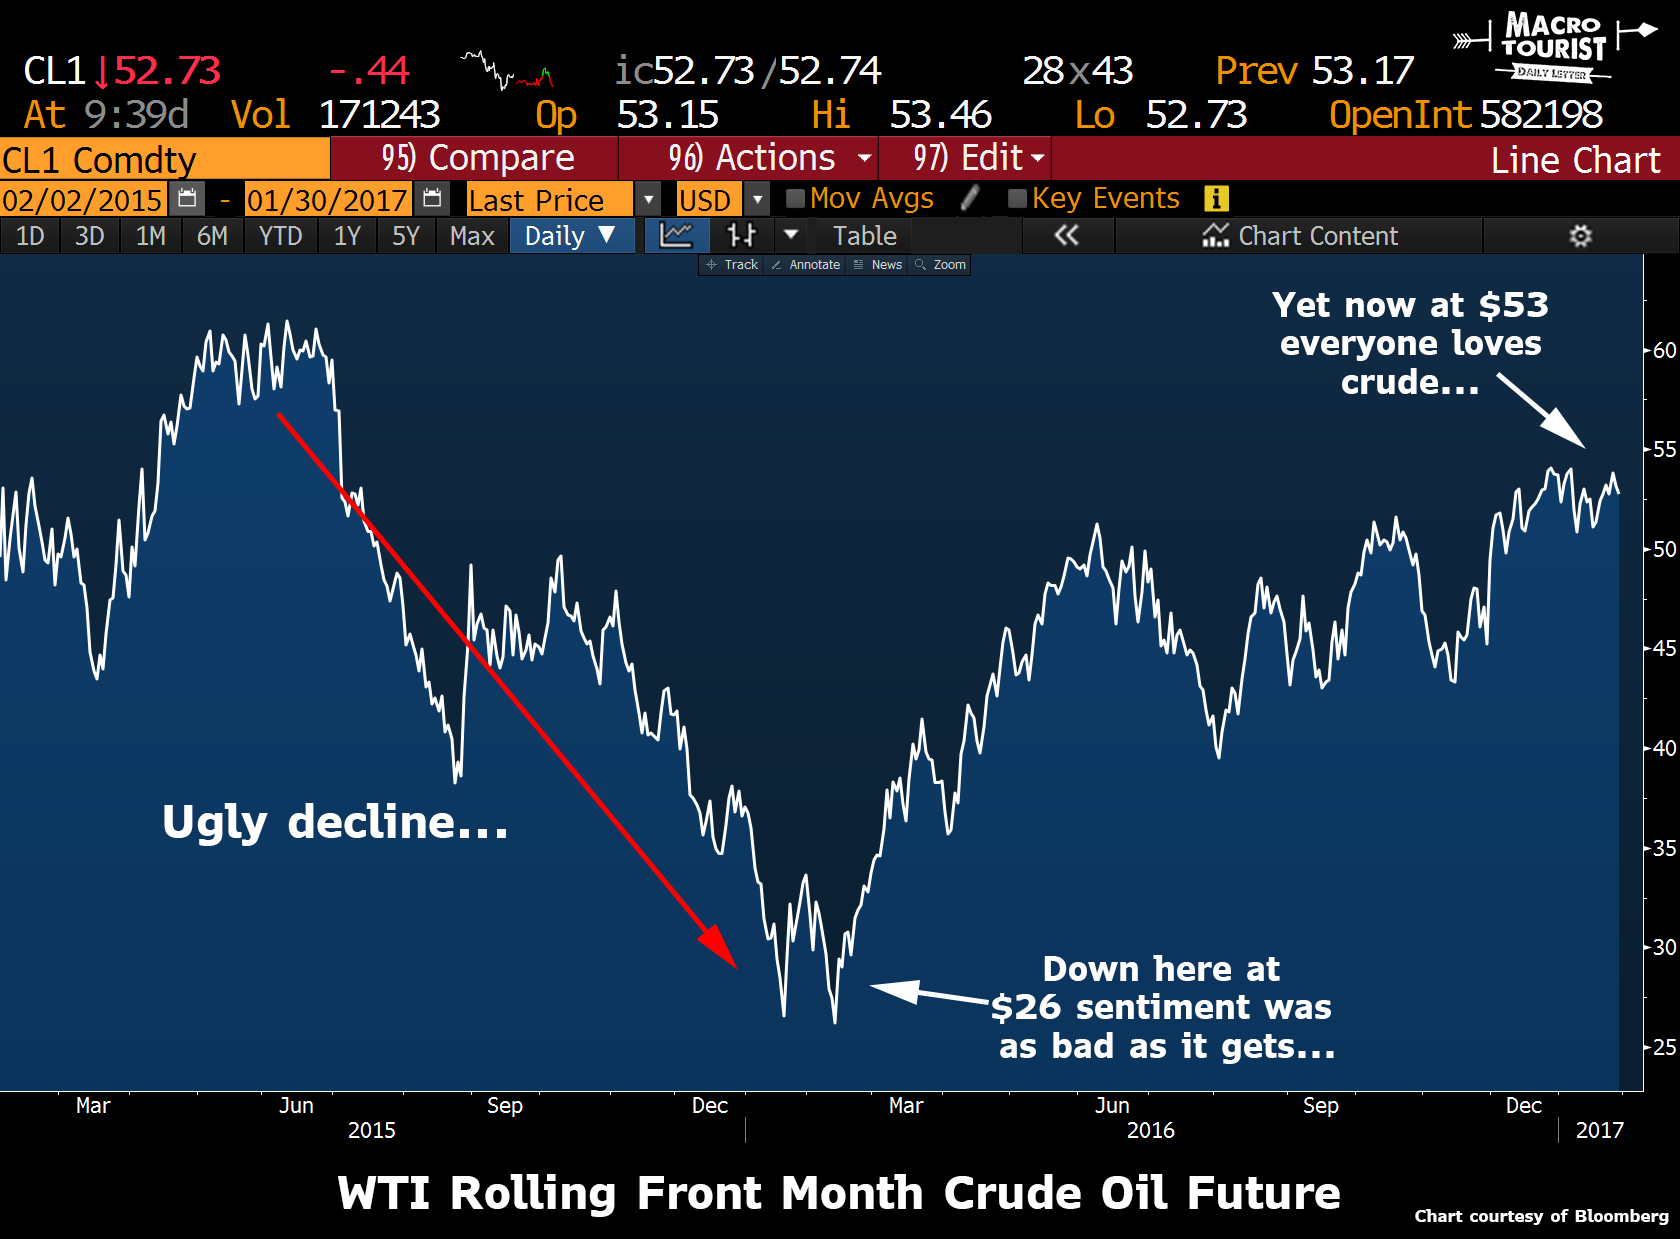 MACRO
TOURIST
DAILY LETTER
CL1 ↓52.73 -.44 ic52.73/52.74 28x43 Prev 53.17
At 9:39d Vol 171243 Op 53.15 Hi 53.46 Lo 52.73 OpenInt 582198
CL1 Comdty 95) Compare 96) Actions 97) Edit Line Chart
02/02/2015 - 01/30/2017 Last Price USD Mov Avgs Key Events i
1D 3D 1M 6M YTD 1Y 5Y Max Daily ▼ Table « Chart Content
Track Annotate News Zoom
Yet now at $53
everyone loves
crude...
60
55
50
45
40
35
30
25
Ugly decline...
Down here at
$26 sentiment was
as bad as it gets...
Mar Jun Sep Dec Mar Jun Sep Dec
2015 2016 2017
WTI Rolling Front Month Crude Oil Future
Chart courtesy of Bloomberg